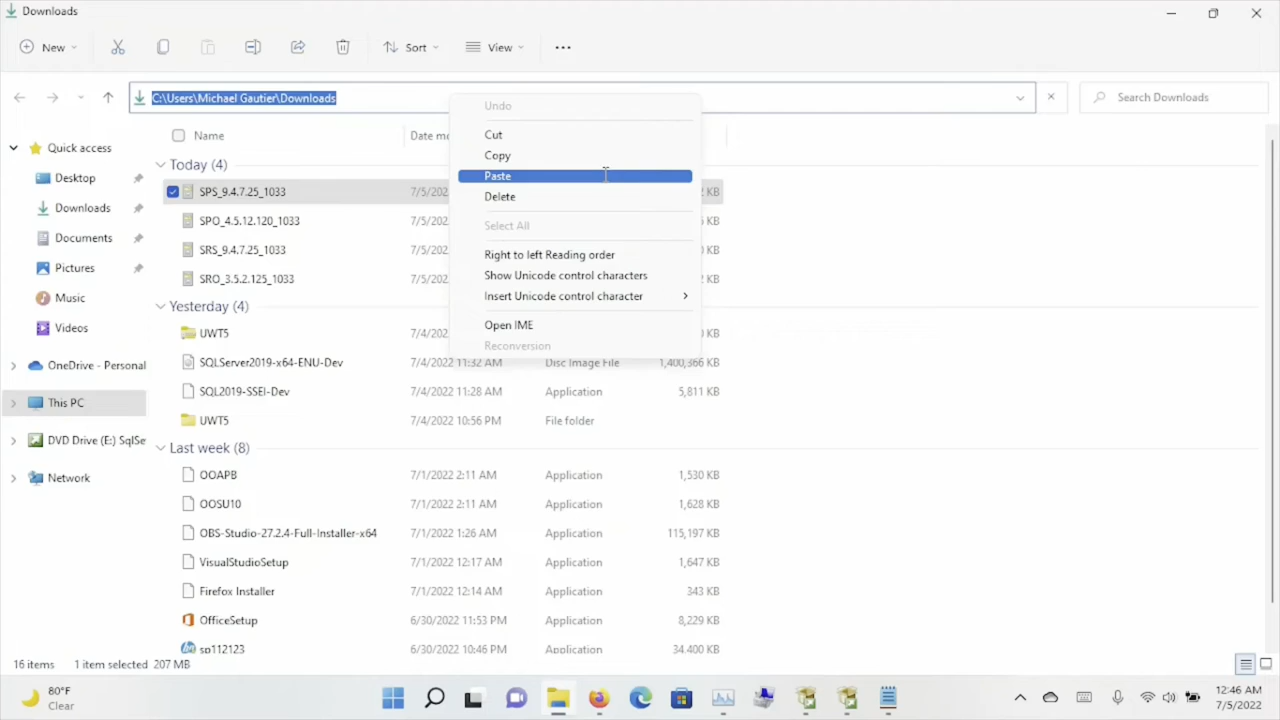 Downloads
New Sort View
C:\Users\Michael Gautier\Downloads Search Downloads
Undo
Cut
Copy
Paste
Delete
Select All
Right to left Reading order
Show Unicode control characters
Insert Unicode control character
Open IME
Reconversion
Name Date mo
Quick access
Desktop
Downloads
Documents
Pictures
Music
Videos
OneDrive - Personal
This PC
DVD Drive (E:) SqlSe
Network
Today (4)
SPS_9.4.7.25_1033 7/5/202 KB
SPO_4.5.12.120_1033 7/5/202 KB
SRS_9.4.7.25_1033 7/5/202 KB
SRO_3.5.2.125_1033 7/5/202 KB
Yesterday (4)
UWT5 7/4/202
SQLServer2019-x64-ENU-Dev 7/4/2022 11:32 AM Disc Image File 1,400,366 KB
SQL2019-SSEI-Dev 7/4/2022 11:28 AM Application 5,811 KB
UWT5 7/4/2022 10:56 PM File folder
Last week (8)
OOAPB 7/1/2022 2:11 AM Application 1,530 KB
OOSU10 7/1/2022 2:11 AM Application 1,628 KB
OBS-Studio-27.2.4-Full-Installer-x64 7/1/2022 1:26 AM Application 115,197 KB
VisualStudioSetup 7/1/2022 12:17 AM Application 1,647 KB
Firefox Installer 7/1/2022 12:14 AM Application 343 KB
OfficeSetup 6/30/2022 11:53 PM Application 8,229 KB
sp112123 6/30/2022 10:46 PM Application 34,400 KB
16 items 1 item selected 207 MB
80°F
Clear
12:46 AM
7/5/2022